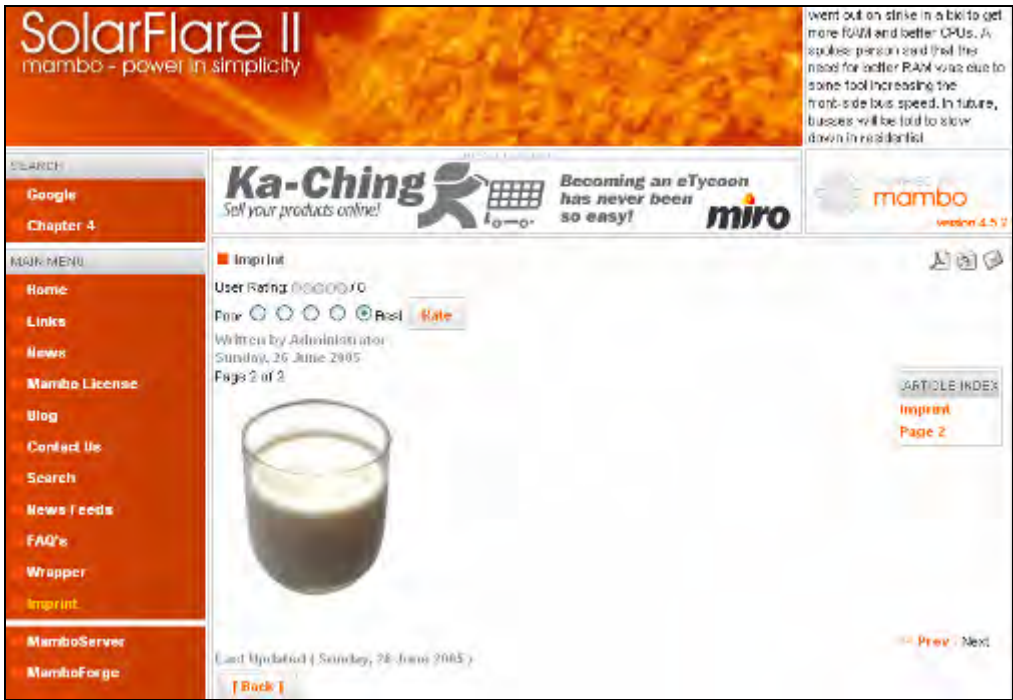 SolarFlare II
mambo - power in simplicity
went out on strike in a bid to get
more RAM and better CPUs. A
spokes person said that the
need for better RAM was due to
some fool increasing the
front-side bus speed. In future,
busses will be told to slow
down in residential
SEARCH
Google
Chapter 4
Ka-Ching
Sell your products online!
Becoming an eTycoon
has never been
so easy!
miro
mambo
version 4.5.2
MAIN MENU
Home
Links
News
Mambo License
Blog
Contact Us
Search
News Feeds
FAQ's
Wrapper
Imprint
MamboServer
MamboForge
Imprint
User Rating: / 0
Poor Best Rate
Written by Administrator
Sunday, 26 June 2005
Page 2 of 2
ARTICLE INDEX
Imprint
Page 2
<< Prev - Next
Last Updated ( Sunday, 26 June 2005 )
[ Back ]